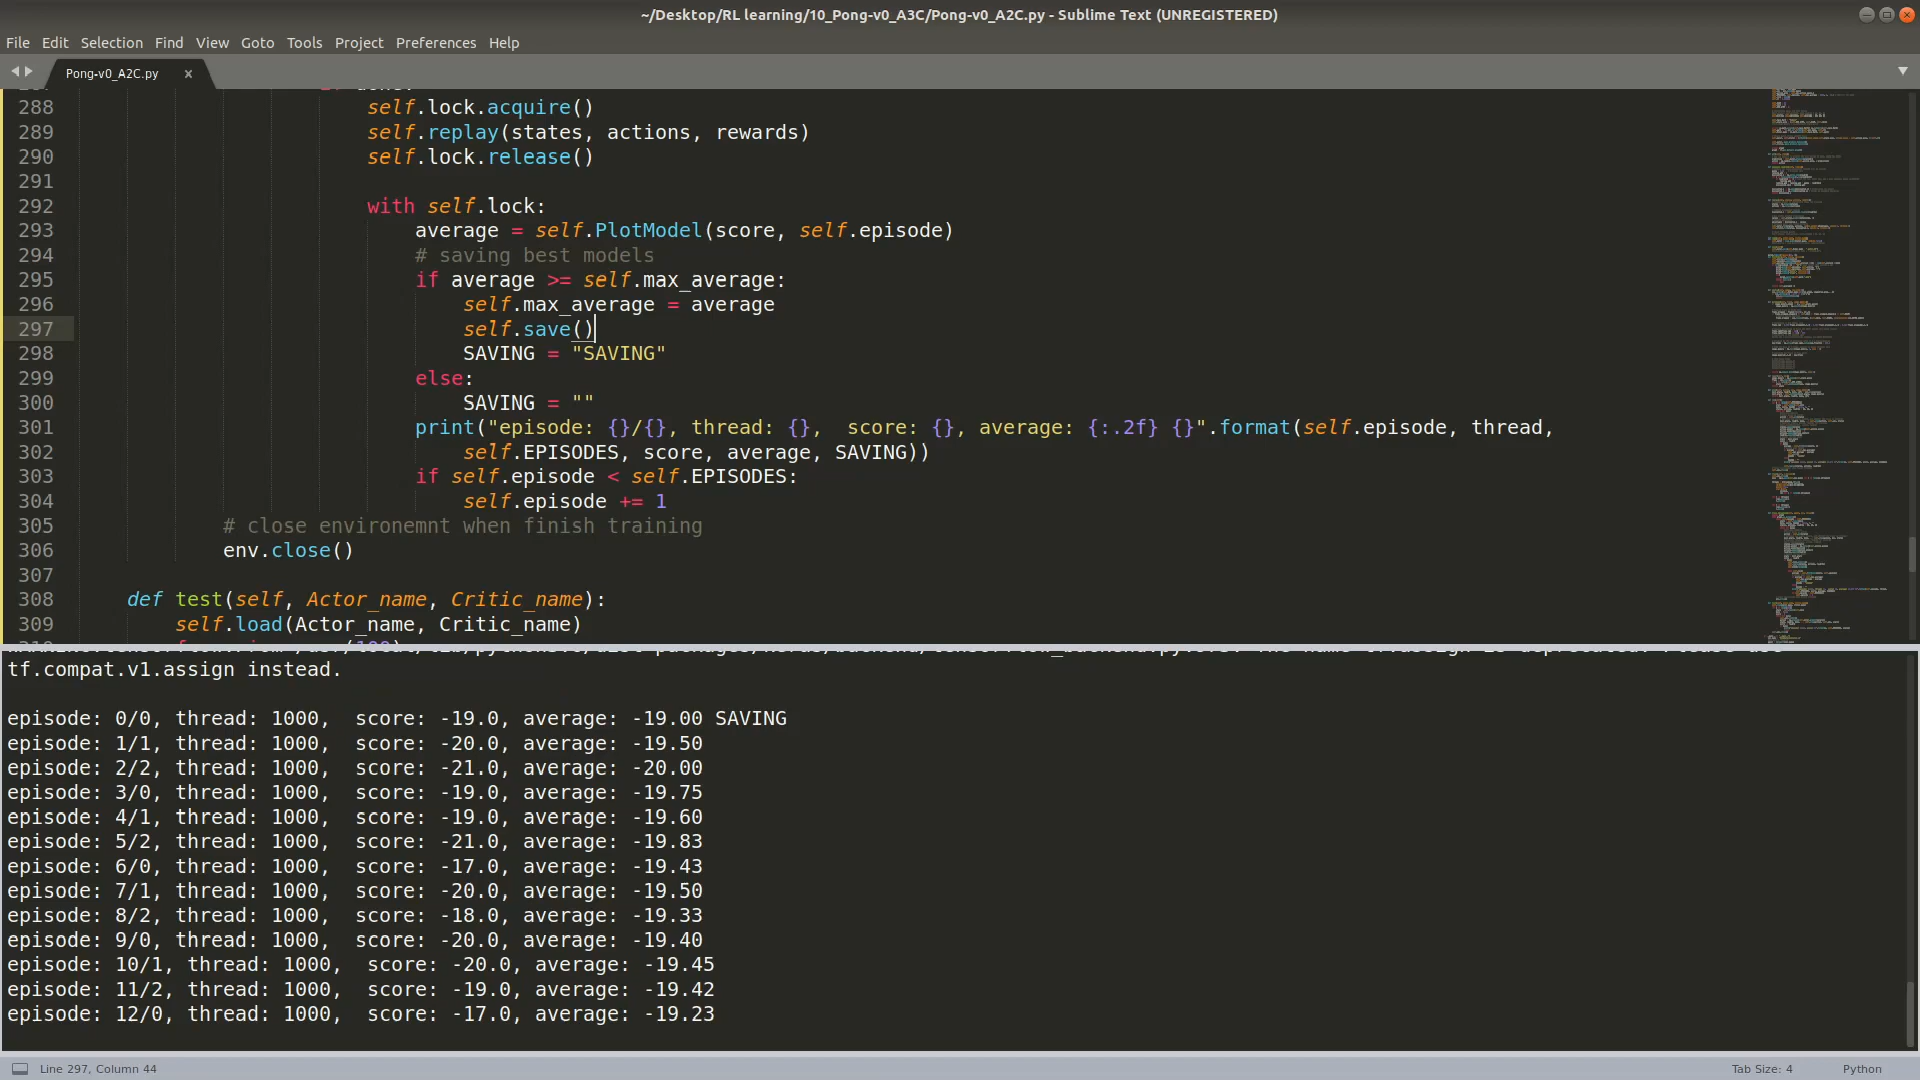 ~/Desktop/RL learning/10_Pong-v0_A3C/Pong-v0_A2C.py - Sublime Text (UNREGISTERED)
File Edit Selection Find View Goto Tools Project Preferences Help
Pong-v0_A2C.py x
288 self.lock.acquire()
289 self.replay(states, actions, rewards)
290 self.lock.release()
291
292 with self.lock:
293 average = self.PlotModel(score, self.episode)
294 # saving best models
295 if average >= self.max_average:
296 self.max_average = average
297 self.save()
298 SAVING = "SAVING"
299 else:
300 SAVING = ""
301 print("episode: {}/{}, thread: {},  score: {}, average: {:.2f} {}".format(self.episode, thread,
302 self.EPISODES, score, average, SAVING))
303 if self.episode < self.EPISODES:
304 self.episode += 1
305 # close environemnt when finish training
306 env.close()
307
308 def test(self, Actor_name, Critic_name):
309 self.load(Actor_name, Critic_name)
tf.compat.v1.assign instead.
episode: 0/0, thread: 1000,  score: -19.0, average: -19.00 SAVING
episode: 1/1, thread: 1000,  score: -20.0, average: -19.50
episode: 2/2, thread: 1000,  score: -21.0, average: -20.00
episode: 3/0, thread: 1000,  score: -19.0, average: -19.75
episode: 4/1, thread: 1000,  score: -19.0, average: -19.60
episode: 5/2, thread: 1000,  score: -21.0, average: -19.83
episode: 6/0, thread: 1000,  score: -17.0, average: -19.43
episode: 7/1, thread: 1000,  score: -20.0, average: -19.50
episode: 8/2, thread: 1000,  score: -18.0, average: -19.33
episode: 9/0, thread: 1000,  score: -20.0, average: -19.40
episode: 10/1, thread: 1000,  score: -20.0, average: -19.45
episode: 11/2, thread: 1000,  score: -19.0, average: -19.42
episode: 12/0, thread: 1000,  score: -17.0, average: -19.23
Line 297, Column 44 Tab Size: 4 Python